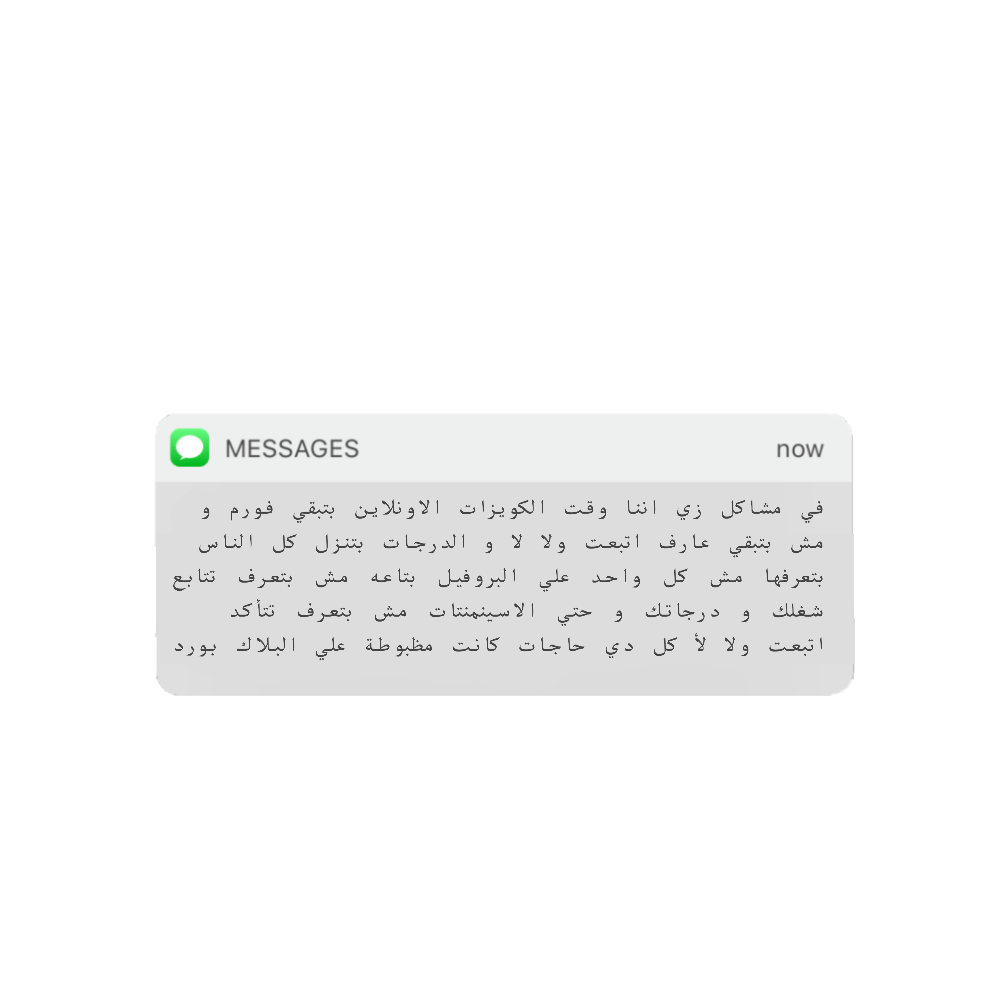 MESSAGES now
في مشاكل زي اننا وقت الكويزات الاونلاين بتبقي فورم و
مش بتبقي عارف اتبعت ولا لا و الدرجات بتنزل كل الناس
بتعرفها مش كل واحد علي البروفيل بتاعه مش بتعرف تتابع
شغلك و درجاتك و حتي الاسينمنتات مش بتعرف تتأكد
اتبعت ولا لأ كل دي حاجات كانت مظبوطة علي البلاك بورد